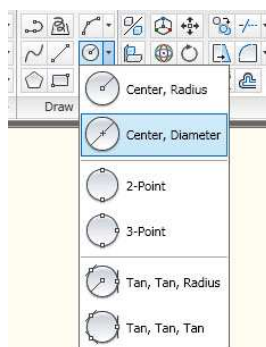 Draw
Center, Radius
Center, Diameter
2-Point
3-Point
Tan, Tan, Radius
Tan, Tan, Tan